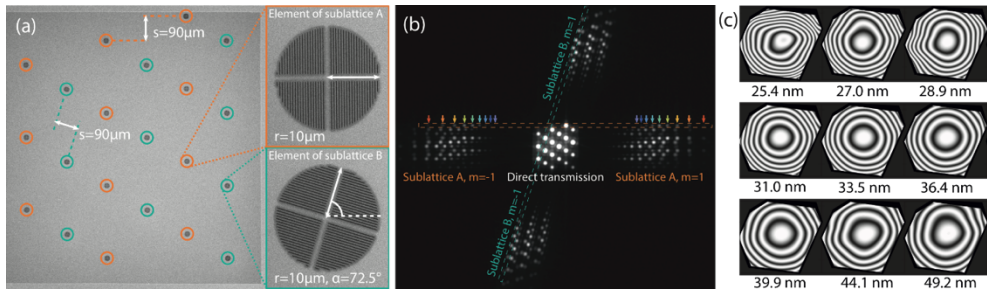 (a)
s=90μm
s=90μm
Element of sublattice A
r=10μm
Element of sublattice B
r=10μm, α=72.5°
(b)
Sublattice B, m=1
Sublattice A, m=-1
Direct transmission
Sublattice A, m=1
Sublattice B, m=-1
(c)
25.4 nm
27.0 nm
28.9 nm
31.0 nm
33.5 nm
36.4 nm
39.9 nm
44.1 nm
49.2 nm